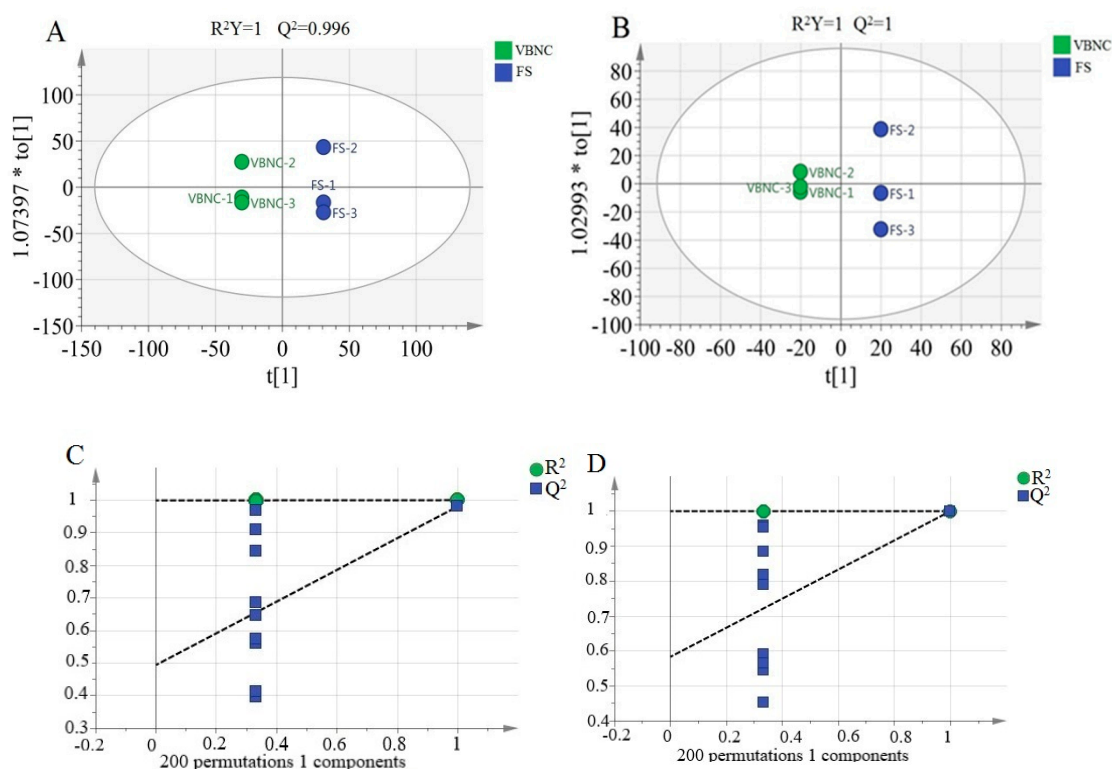 A
R²Y=1 Q²=0.996
VBNC
FS
1.07397 * to[1]
100
50
0
-50
-100
-150
VBNC-2
VBNC-1
VBNC-3
FS-2
FS-1
FS-3
-150 -100 -50 0 50 100
t[1]
B
R²Y=1 Q²=1
VBNC
FS
1.02993 * to[1]
80
60
40
20
0
-20
-40
-60
-80
-100
VBNC-2
VBNC-3
VBNC-1
FS-2
FS-1
FS-3
-100 -80 -60 -40 -20 0 20 40 60 80
t[1]
C
R²
Q²
1
0.9
0.8
0.7
0.6
0.5
0.4
0.3
-0.2 0 0.2 0.4 0.6 0.8 1
200 permutations 1 components
D
R²
Q²
1
0.9
0.8
0.7
0.6
0.5
0.4
-0.2 0 0.2 0.4 0.6 0.8 1
200 permutations 1 components